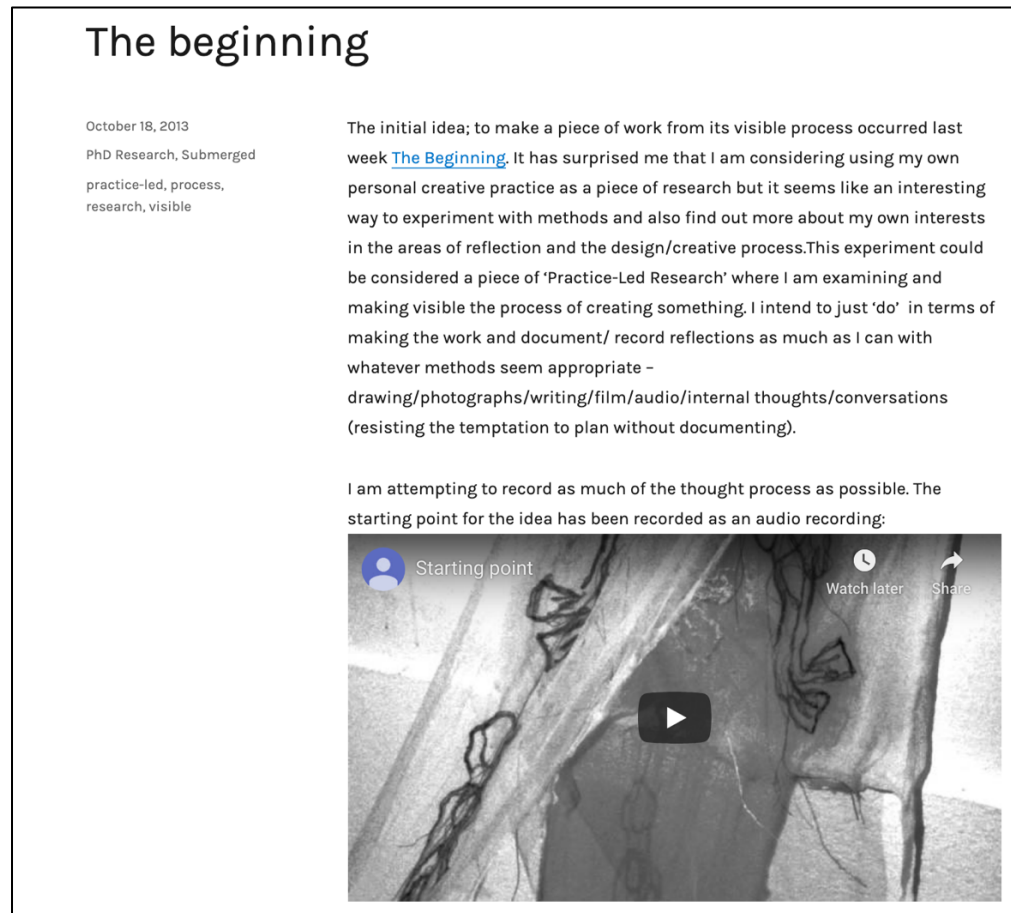 The beginning
October 18, 2013
PhD Research, Submerged
practice-led, process,
research, visible
The initial idea; to make a piece of work from its visible process occurred last
week The Beginning. It has surprised me that I am considering using my own
personal creative practice as a piece of research but it seems like an interesting
way to experiment with methods and also find out more about my own interests
in the areas of reflection and the design/creative process.This experiment could
be considered a piece of ‘Practice-Led Research’ where I am examining and
making visible the process of creating something. I intend to just ‘do’  in terms of
making the work and document/ record reflections as much as I can with
whatever methods seem appropriate –
drawing/photographs/writing/film/audio/internal thoughts/conversations
(resisting the temptation to plan without documenting).
I am attempting to record as much of the thought process as possible. The
starting point for the idea has been recorded as an audio recording:
Starting point
Watch later
Share